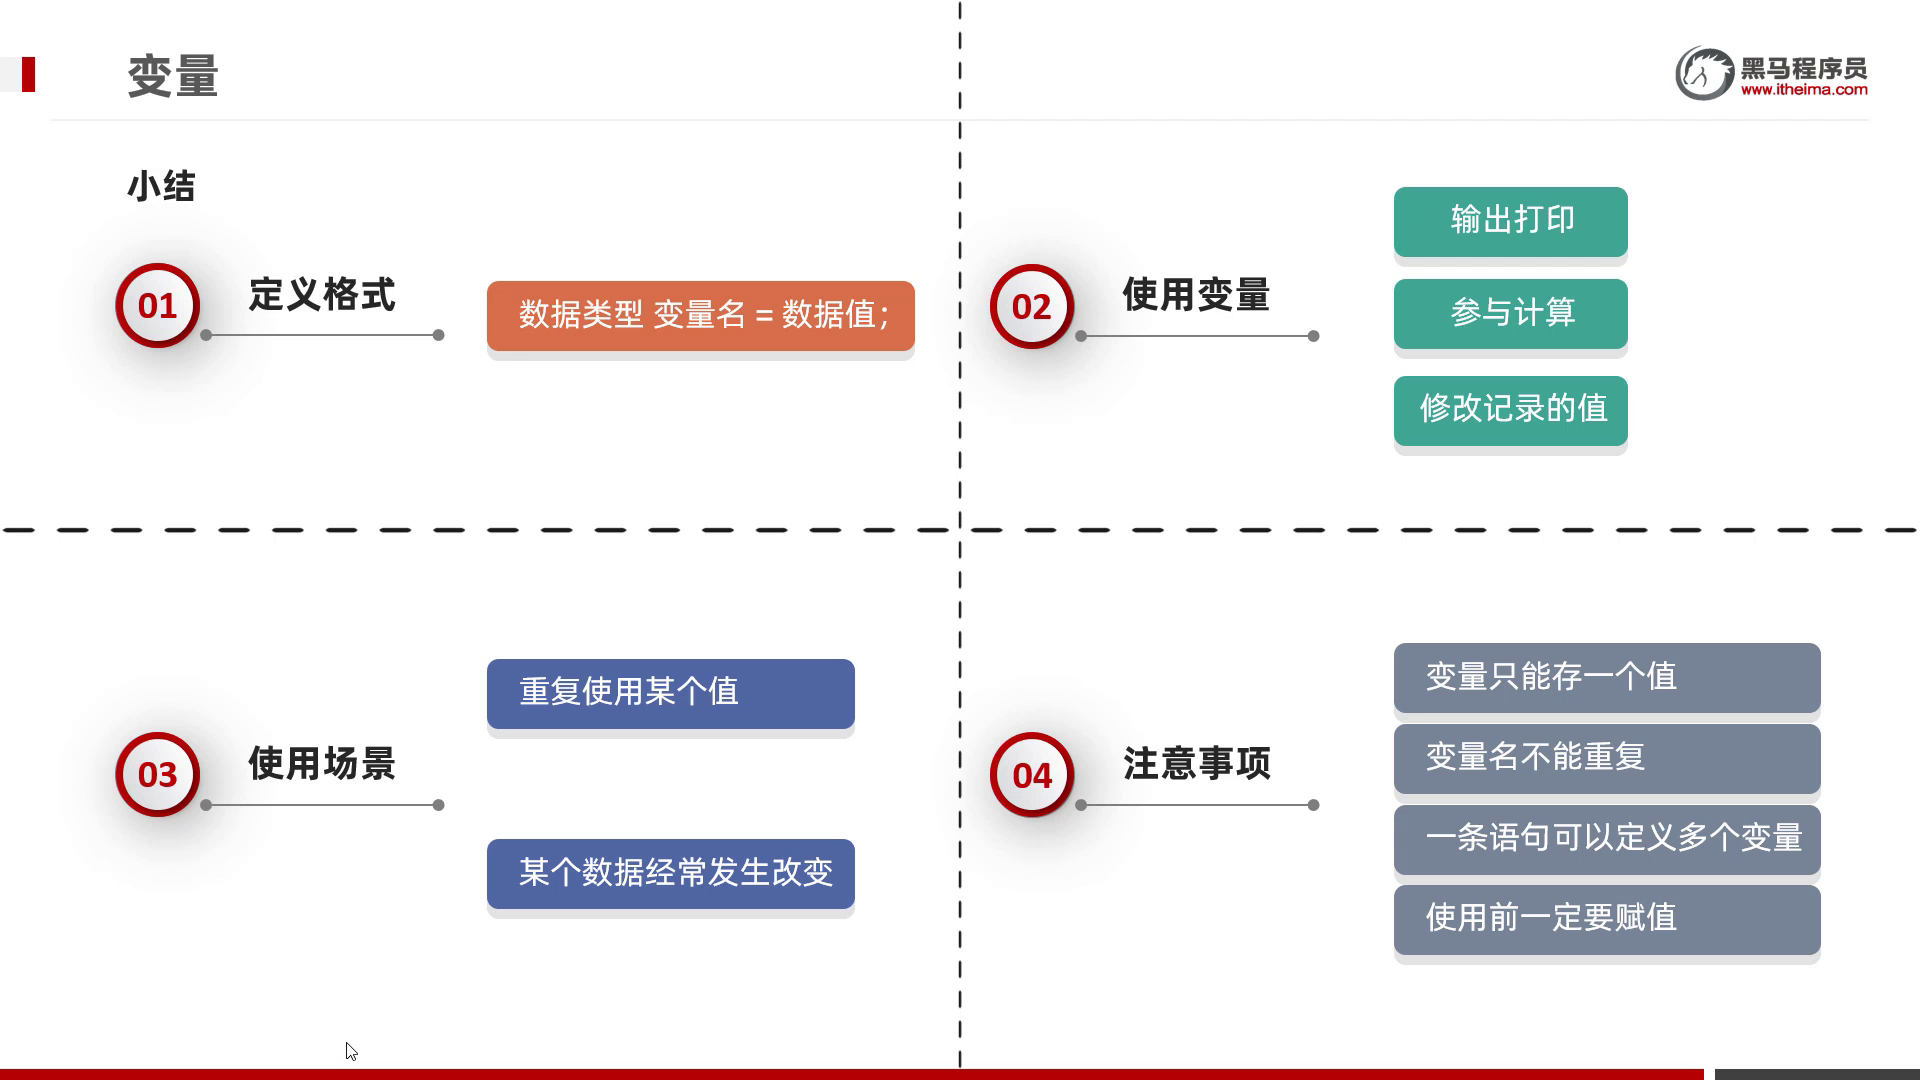 变量
黑马程序员
www.itheima.com
小结
01
定义格式
数据类型 变量名 = 数据值;
02
使用变量
输出打印
参与计算
修改记录的值
03
使用场景
重复使用某个值
某个数据经常发生改变
04
注意事项
变量只能存一个值
变量名不能重复
一条语句可以定义多个变量
使用前一定要赋值